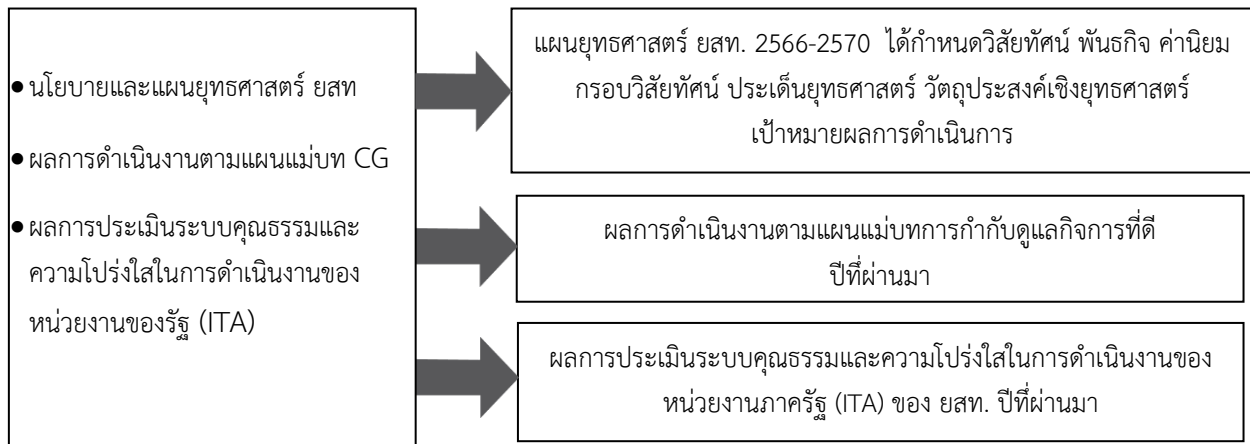 • นโยบายและแผนยุทธศาสตร์ ยสท
• ผลการดำเนินงานตามแผนแม่บท CG
• ผลการประเมินระบบคุณธรรมและ
ความโปร่งใสในการดำเนินงานของ
หน่วยงานของรัฐ (ITA)
แผนยุทธศาสตร์ ยสท. 2566-2570 ได้กำหนดวิสัยทัศน์ พันธกิจ ค่านิยม
กรอบวิสัยทัศน์ ประเด็นยุทธศาสตร์ วัตถุประสงค์เชิงยุทธศาสตร์
เป้าหมายผลการดำเนินการ
ผลการดำเนินงานตามแผนแม่บทการกำกับดูแลกิจการที่ดี
ปีที่ผ่านมา
ผลการประเมินระบบคุณธรรมและความโปร่งใสในการดำเนินงานของ
หน่วยงานภาครัฐ (ITA) ของ ยสท. ปีที่ผ่านมา